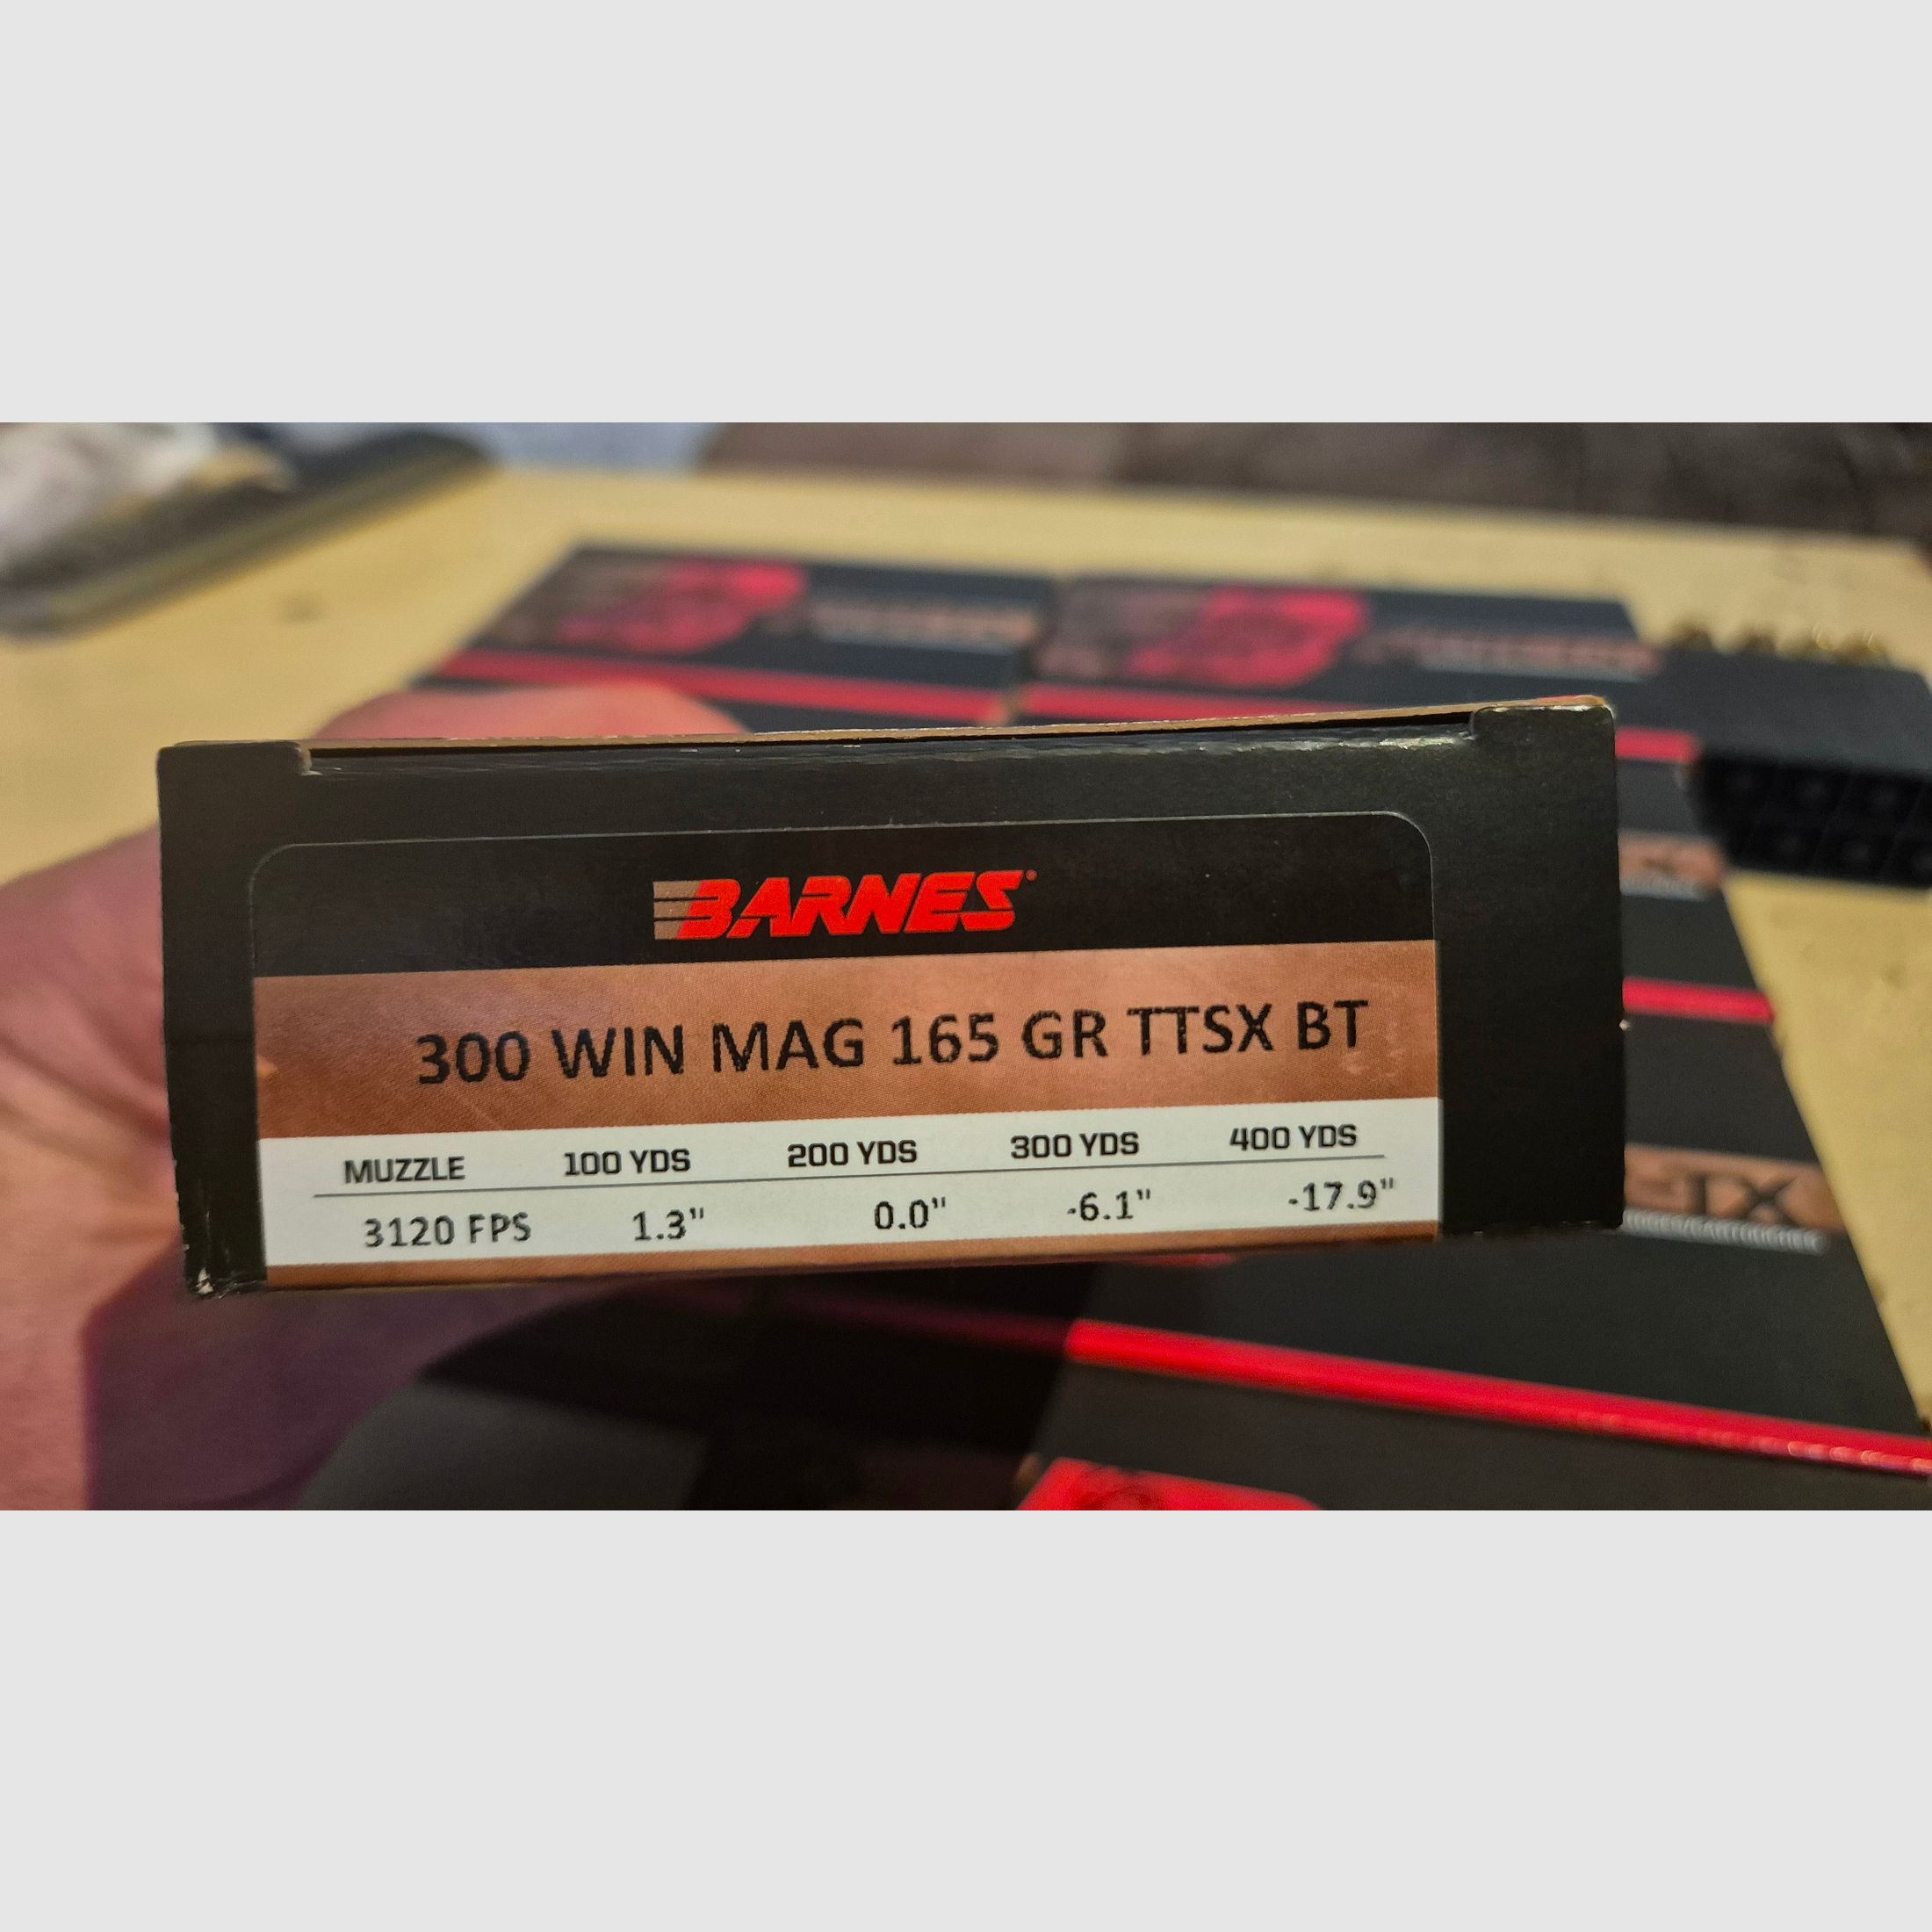 BARNES
300 WIN MAG 165 GR TTSX BT
MUZZLE 100 YDS 200 YDS 300 YDS 400 YDS
3120 FPS 1.3" 0.0" -6.1" -17.9"